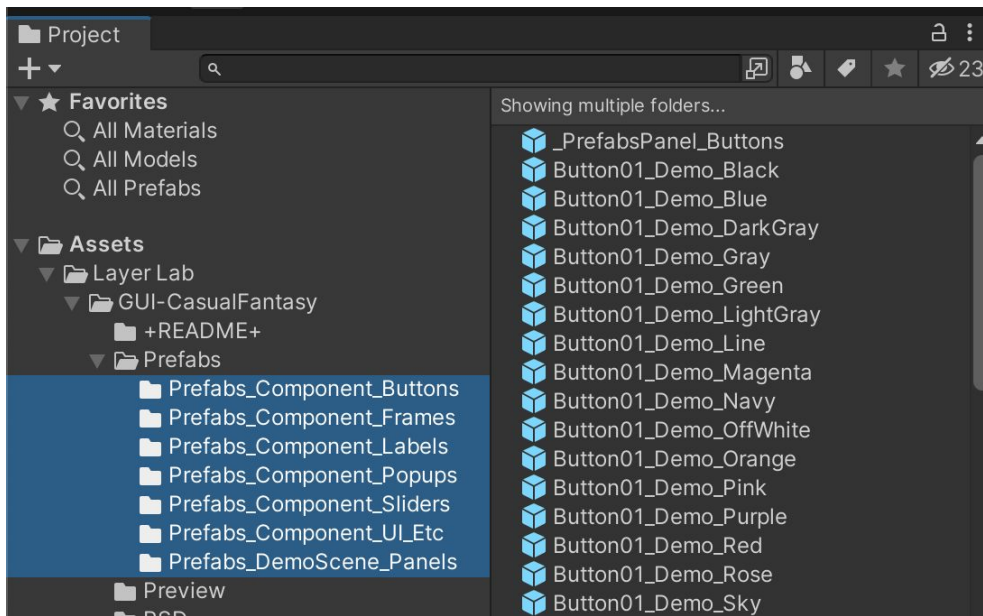 Project
23
Favorites
All Materials
All Models
All Prefabs
Assets
Layer Lab
GUI-CasualFantasy
+README+
Prefabs
Prefabs_Component_Buttons
Prefabs_Component_Frames
Prefabs_Component_Labels
Prefabs_Component_Popups
Prefabs_Component_Sliders
Prefabs_Component_UI_Etc
Prefabs_DemoScene_Panels
Preview
PSD
Showing multiple folders...
_PrefabsPanel_Buttons
Button01_Demo_Black
Button01_Demo_Blue
Button01_Demo_DarkGray
Button01_Demo_Gray
Button01_Demo_Green
Button01_Demo_LightGray
Button01_Demo_Line
Button01_Demo_Magenta
Button01_Demo_Navy
Button01_Demo_OffWhite
Button01_Demo_Orange
Button01_Demo_Pink
Button01_Demo_Purple
Button01_Demo_Red
Button01_Demo_Rose
Button01_Demo_Sky